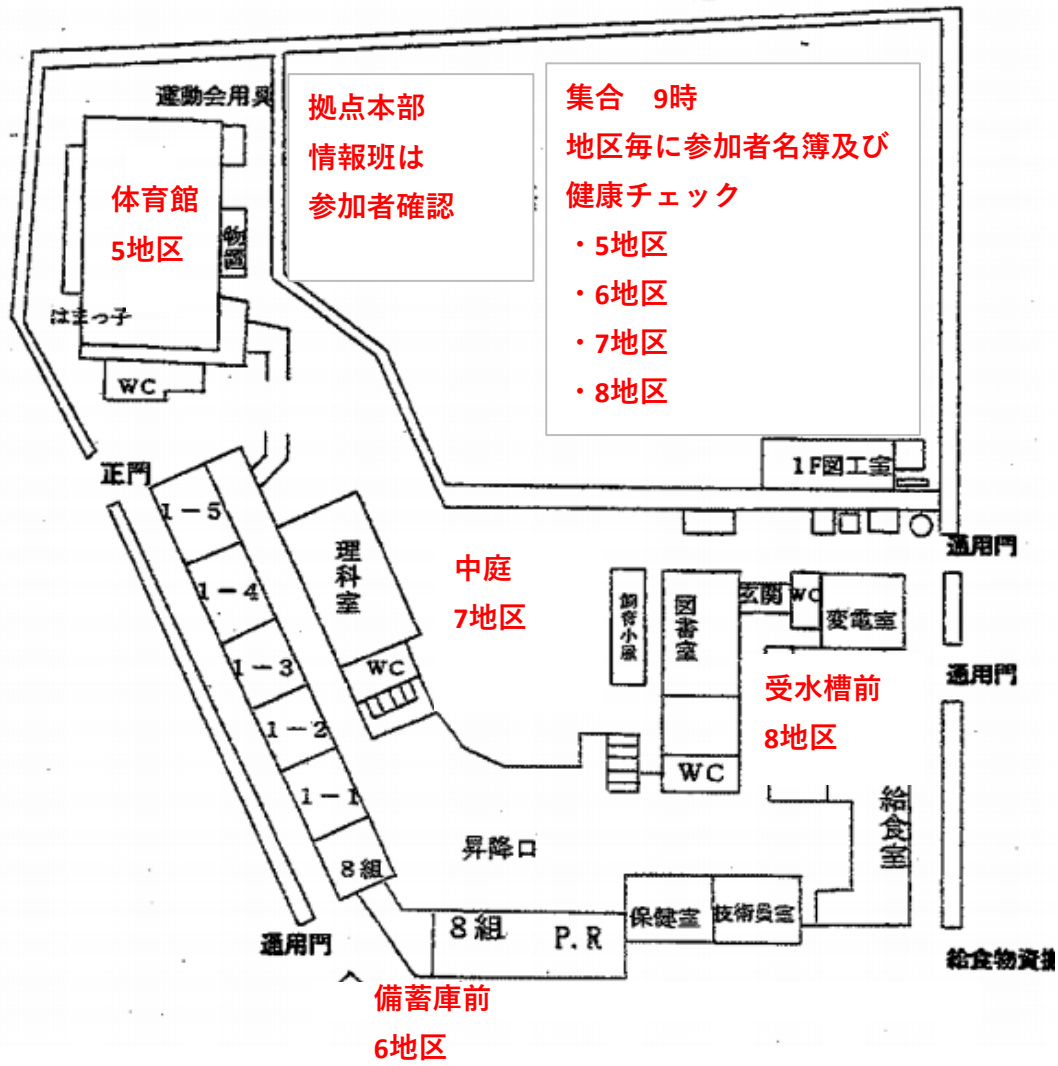 運動会用具
拠点本部
情報班は
参加者確認
集合　9時
地区毎に参加者名簿及び
健康チェック
・5地区
・6地区
・7地区
・8地区
体育館
5地区
はまっ子
WC
正門
1F図工室
1－5
1－4
1－3
1－2
1－1
8組
理科室
WC
中庭
7地区
飼育小屋
図書室
玄関
WC
変電室
通用門
通用門
受水槽前
8地区
WC
給食室
昇降口
8組
P.R
保健室
技術員室
通用門
給食物資搬
備蓄庫前
6地区